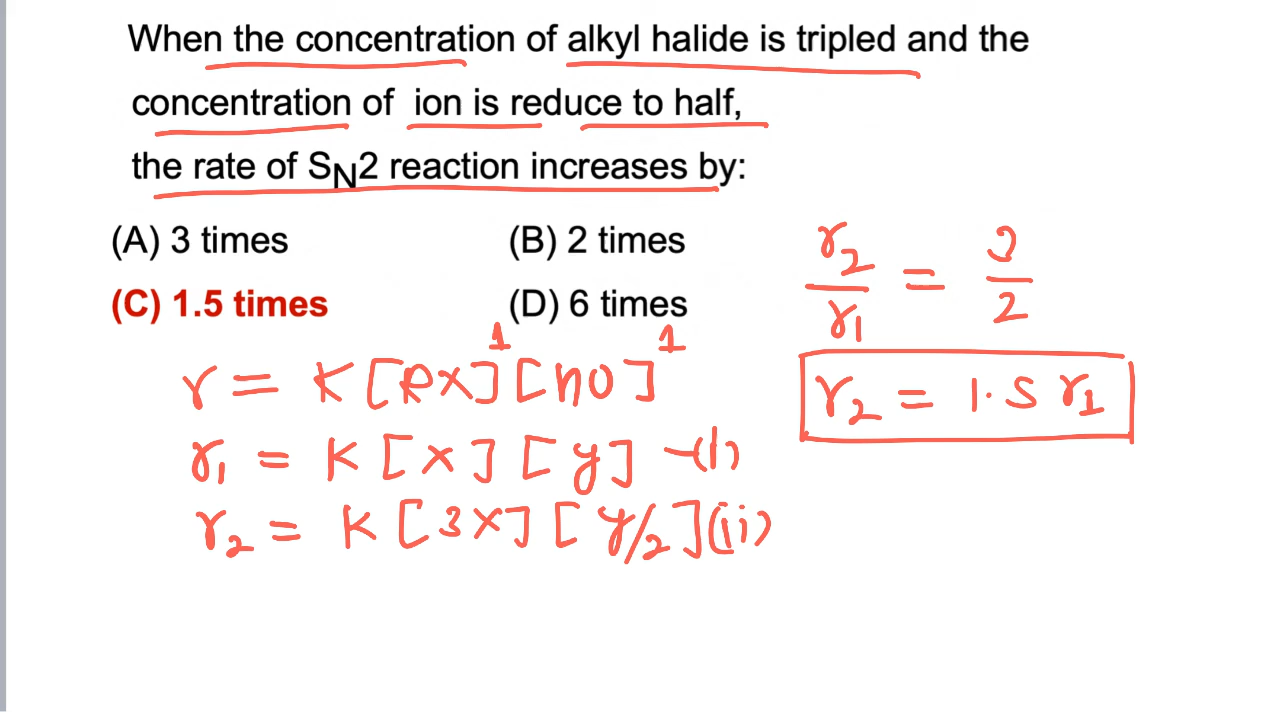 When the concentration of alkyl halide is tripled and the
concentration of ion is reduce to half,
the rate of SN2 reaction increases by:
(A) 3 times (B) 2 times
(C) 1.5 times (D) 6 times
r2/r1 = 3/2
r2 = 1.5 r1
r = K[RX]^1 [nu]^1
r1 = K[x][y] -(1)
r2 = K[3x][y/2](ii)